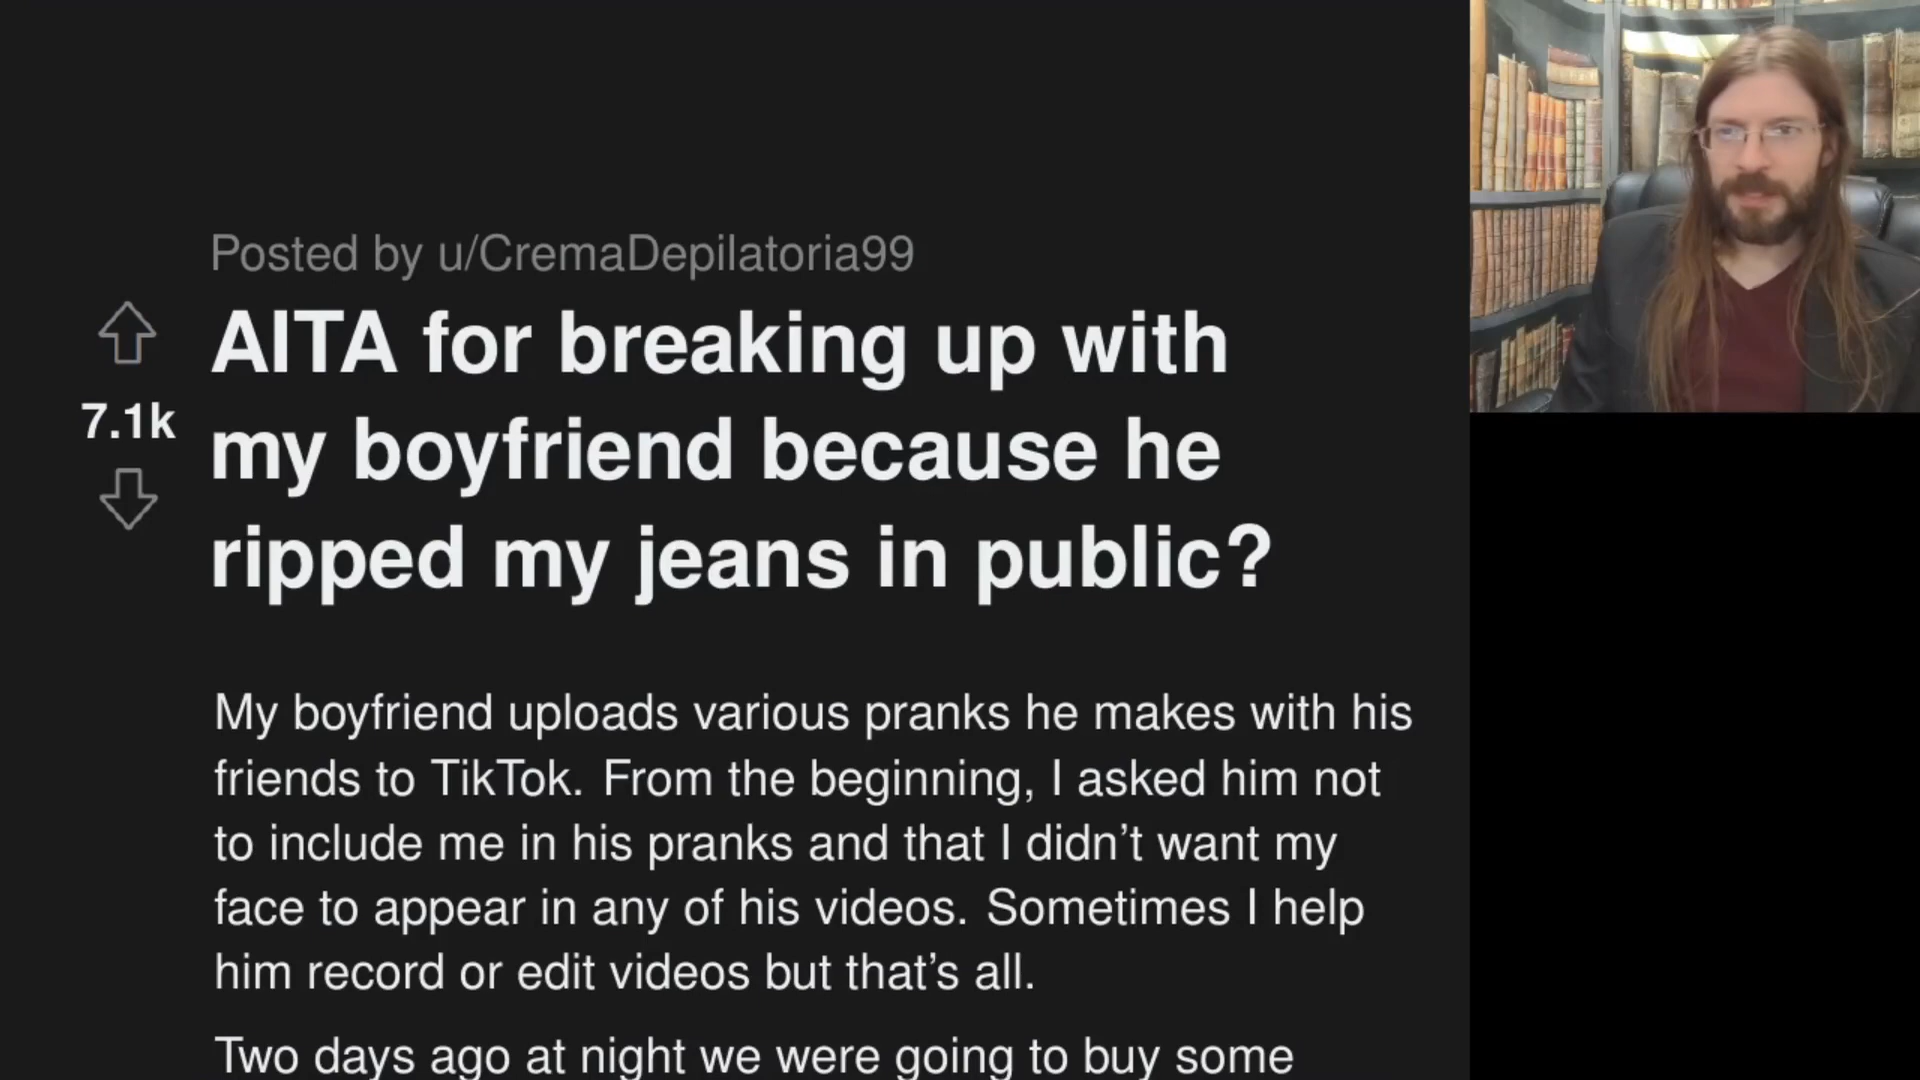 Posted by u/CremaDepilatoria99
AITA for breaking up with
7.1k
my boyfriend because he
ripped my jeans in public?
My boyfriend uploads various pranks he makes with his
friends to TikTok. From the beginning, I asked him not
to include me in his pranks and that I didn’t want my
face to appear in any of his videos. Sometimes I help
him record or edit videos but that’s all.
Two days ago at night we were going to buy some